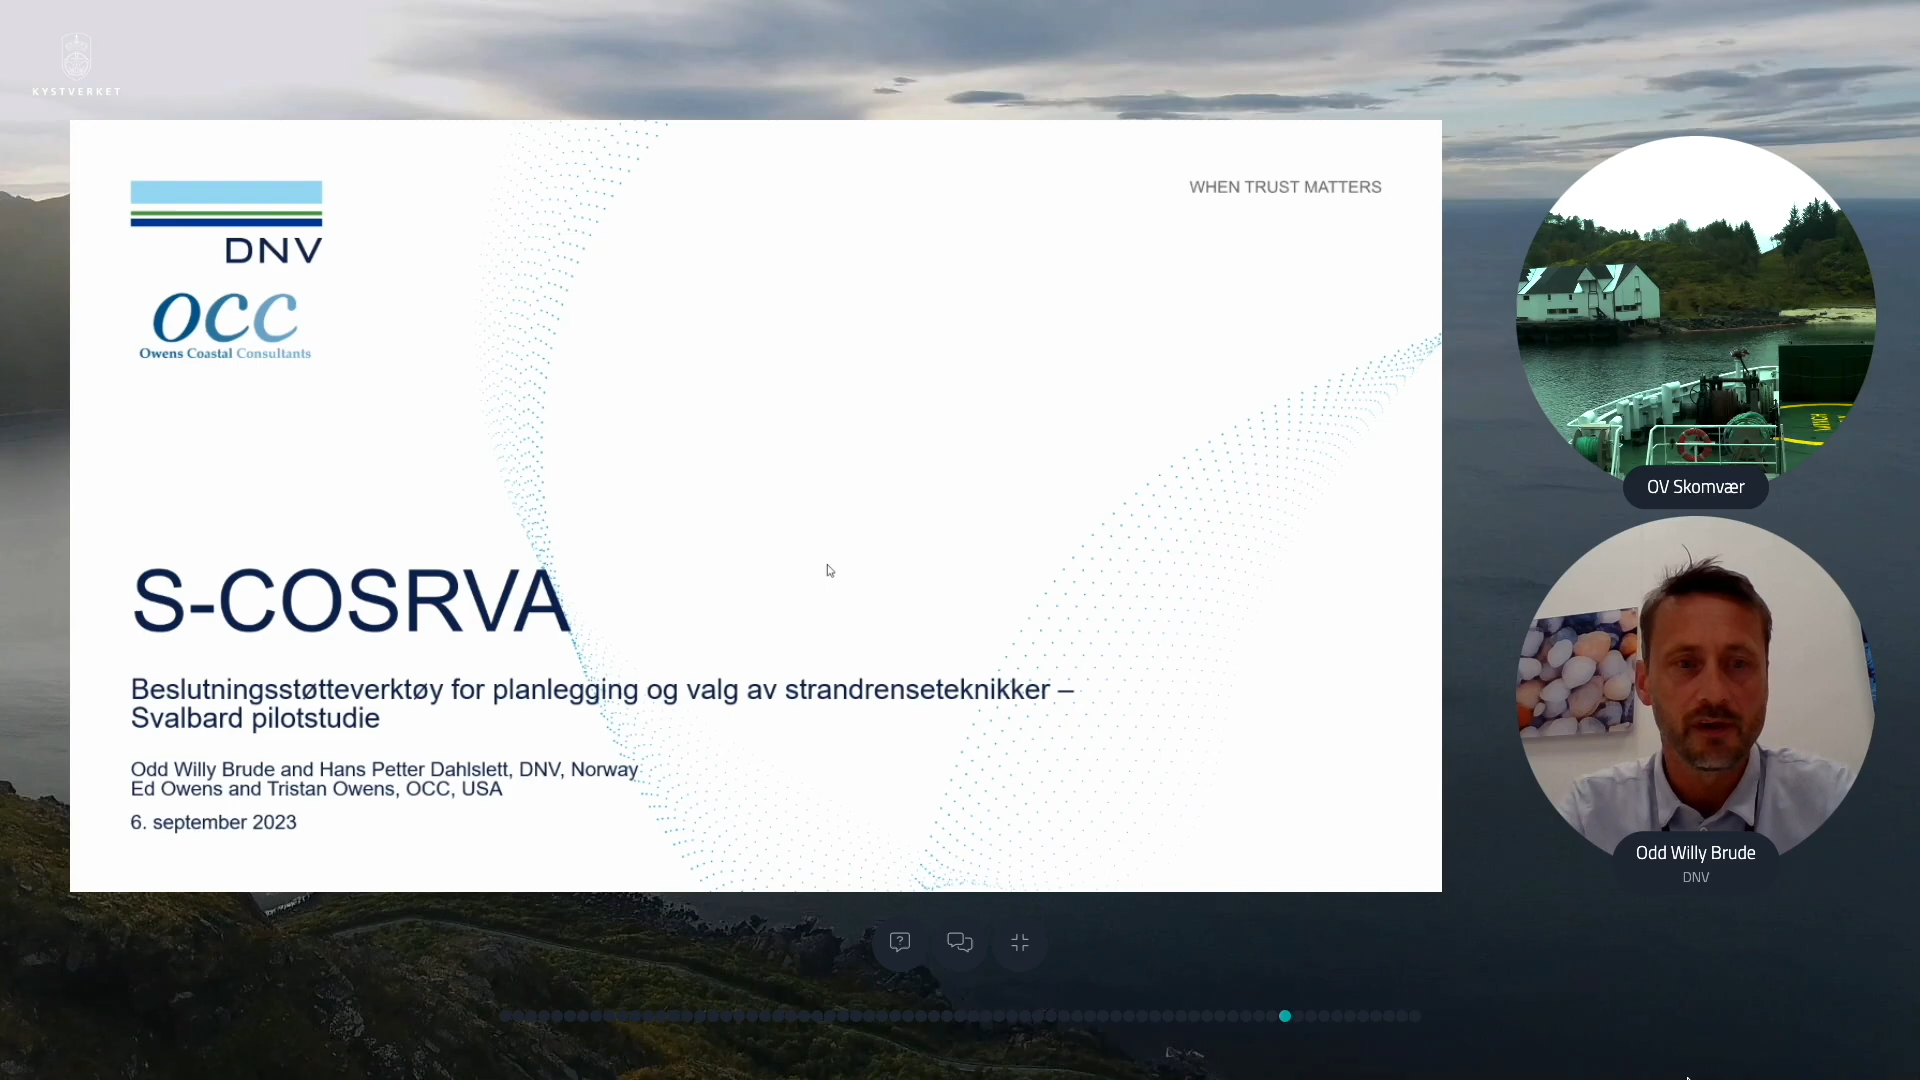 KYSTVERKET
WHEN TRUST MATTERS
DNV
OCC
Owens Coastal Consultants
S-COSRVA
Beslutningsstøtteverktøy for planlegging og valg av strandrenseteknikker –
Svalbard pilotstudie
Odd Willy Brude and Hans Petter Dahlslett, DNV, Norway
Ed Owens and Tristan Owens, OCC, USA
6. september 2023
WINCH
OV Skomvær
Odd Willy Brude
DNV
?